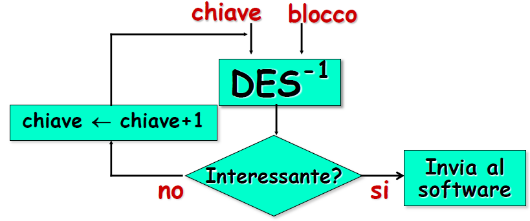 chiave blocco
DES-1
chiave ← chiave+1
Interessante?
no si
Invia al
software